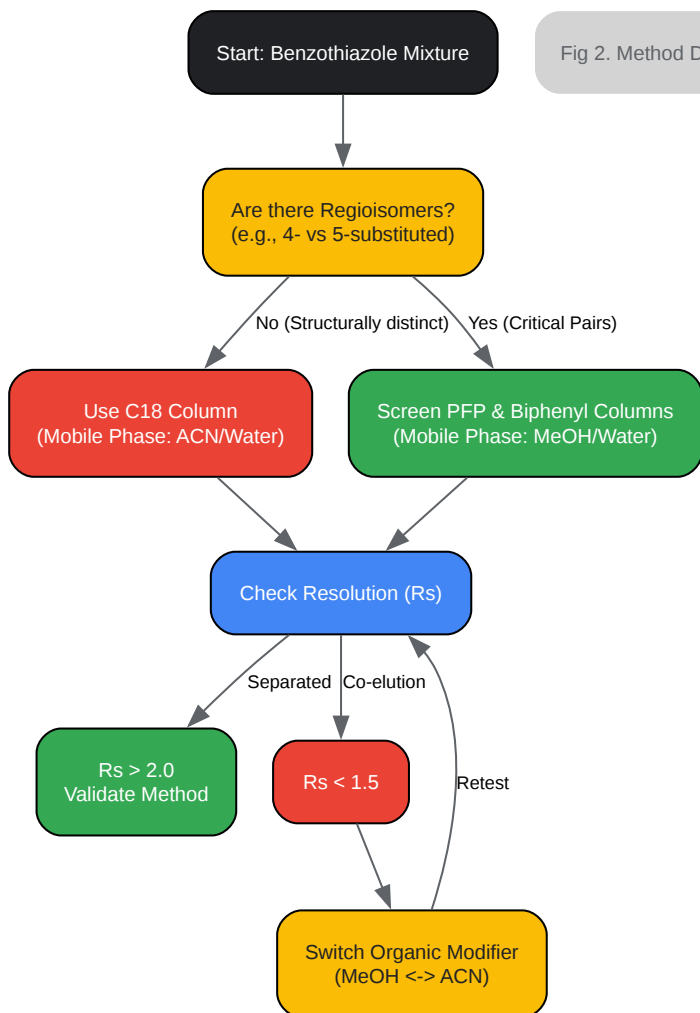 Start: Benzothiazole Mixture
Fig 2. Method D
Are there Regioisomers?
(e.g., 4- vs 5-substituted)
No (Structurally distinct)
Yes (Critical Pairs)
Use C18 Column
(Mobile Phase: ACN/Water)
Screen PFP & Biphenyl Columns
(Mobile Phase: MeOH/Water)
Check Resolution (Rs)
Separated
Co-elution
Rs > 2.0
Validate Method
Rs < 1.5
Retest
Switch Organic Modifier
(MeOH <-> ACN)